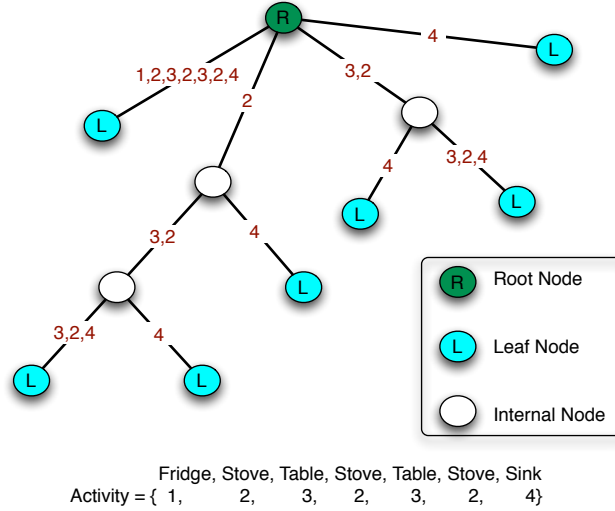 R
4
L
1,2,3,2,3,2,4
3,2
2
L
4
3,2,4
L
L
3,2
4
L
3,2,4
4
L
L
R Root Node
L Leaf Node
Internal Node
Fridge, Stove, Table, Stove, Table, Stove, Sink
Activity = { 1, 2, 3, 2, 3, 2, 4}